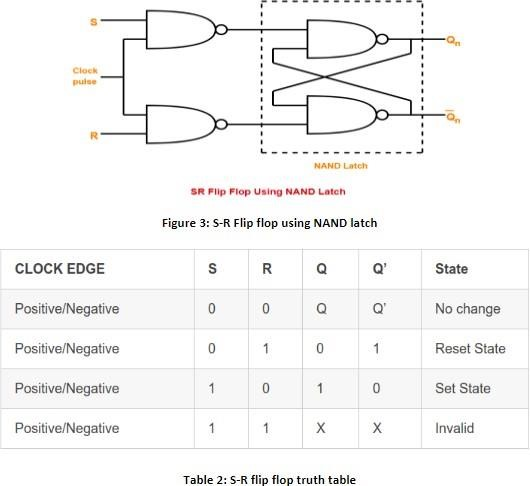 S
Qn
Clock
pulse
R
Q̅n
NAND Latch
SR Flip Flop Using NAND Latch
Figure 3: S-R Flip flop using NAND latch
CLOCK EDGE S R Q Q' State
Positive/Negative 0 0 Q Q' No change
Positive/Negative 0 1 0 1 Reset State
Positive/Negative 1 0 1 0 Set State
Positive/Negative 1 1 X X Invalid
Table 2: S-R flip flop truth table